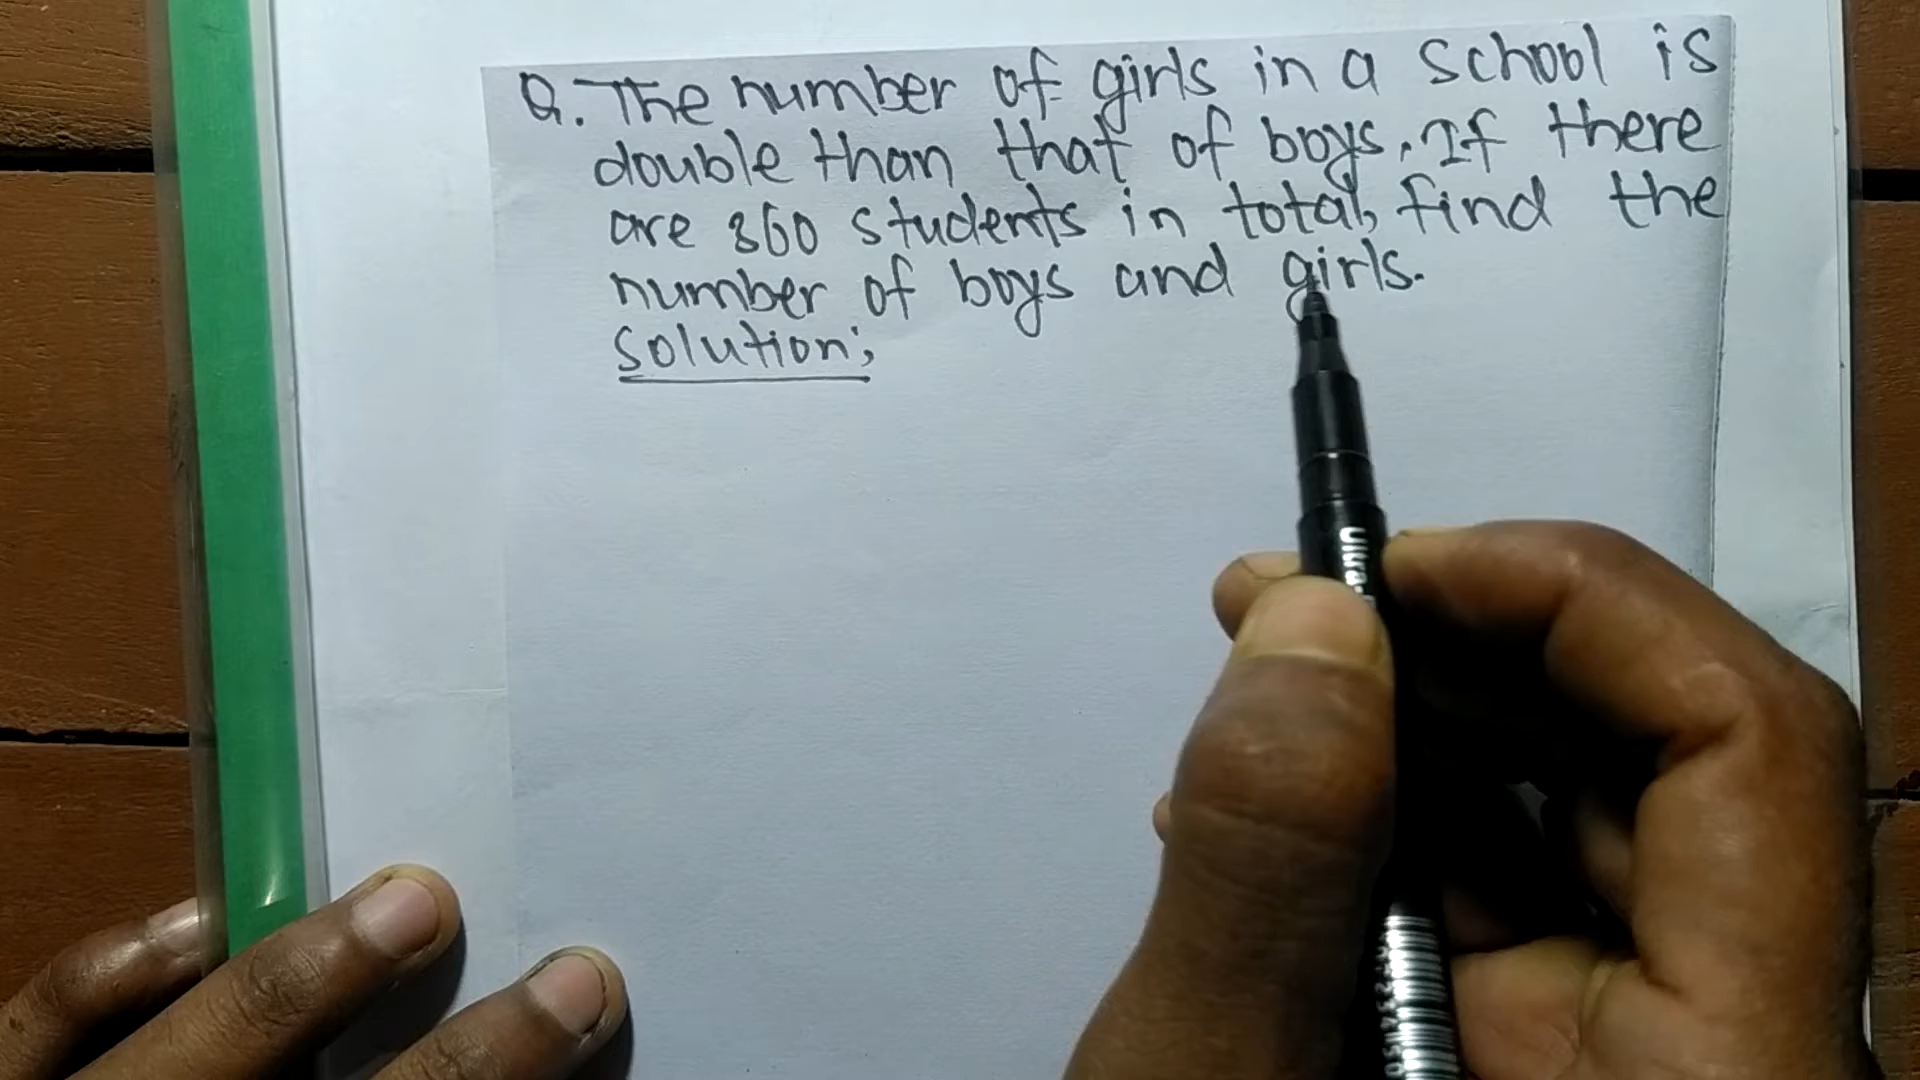 Q. The number of girls in a school is
double than that of boys. If there
are 360 students in total, find the
number of boys and girls.
Solution:
Ultra